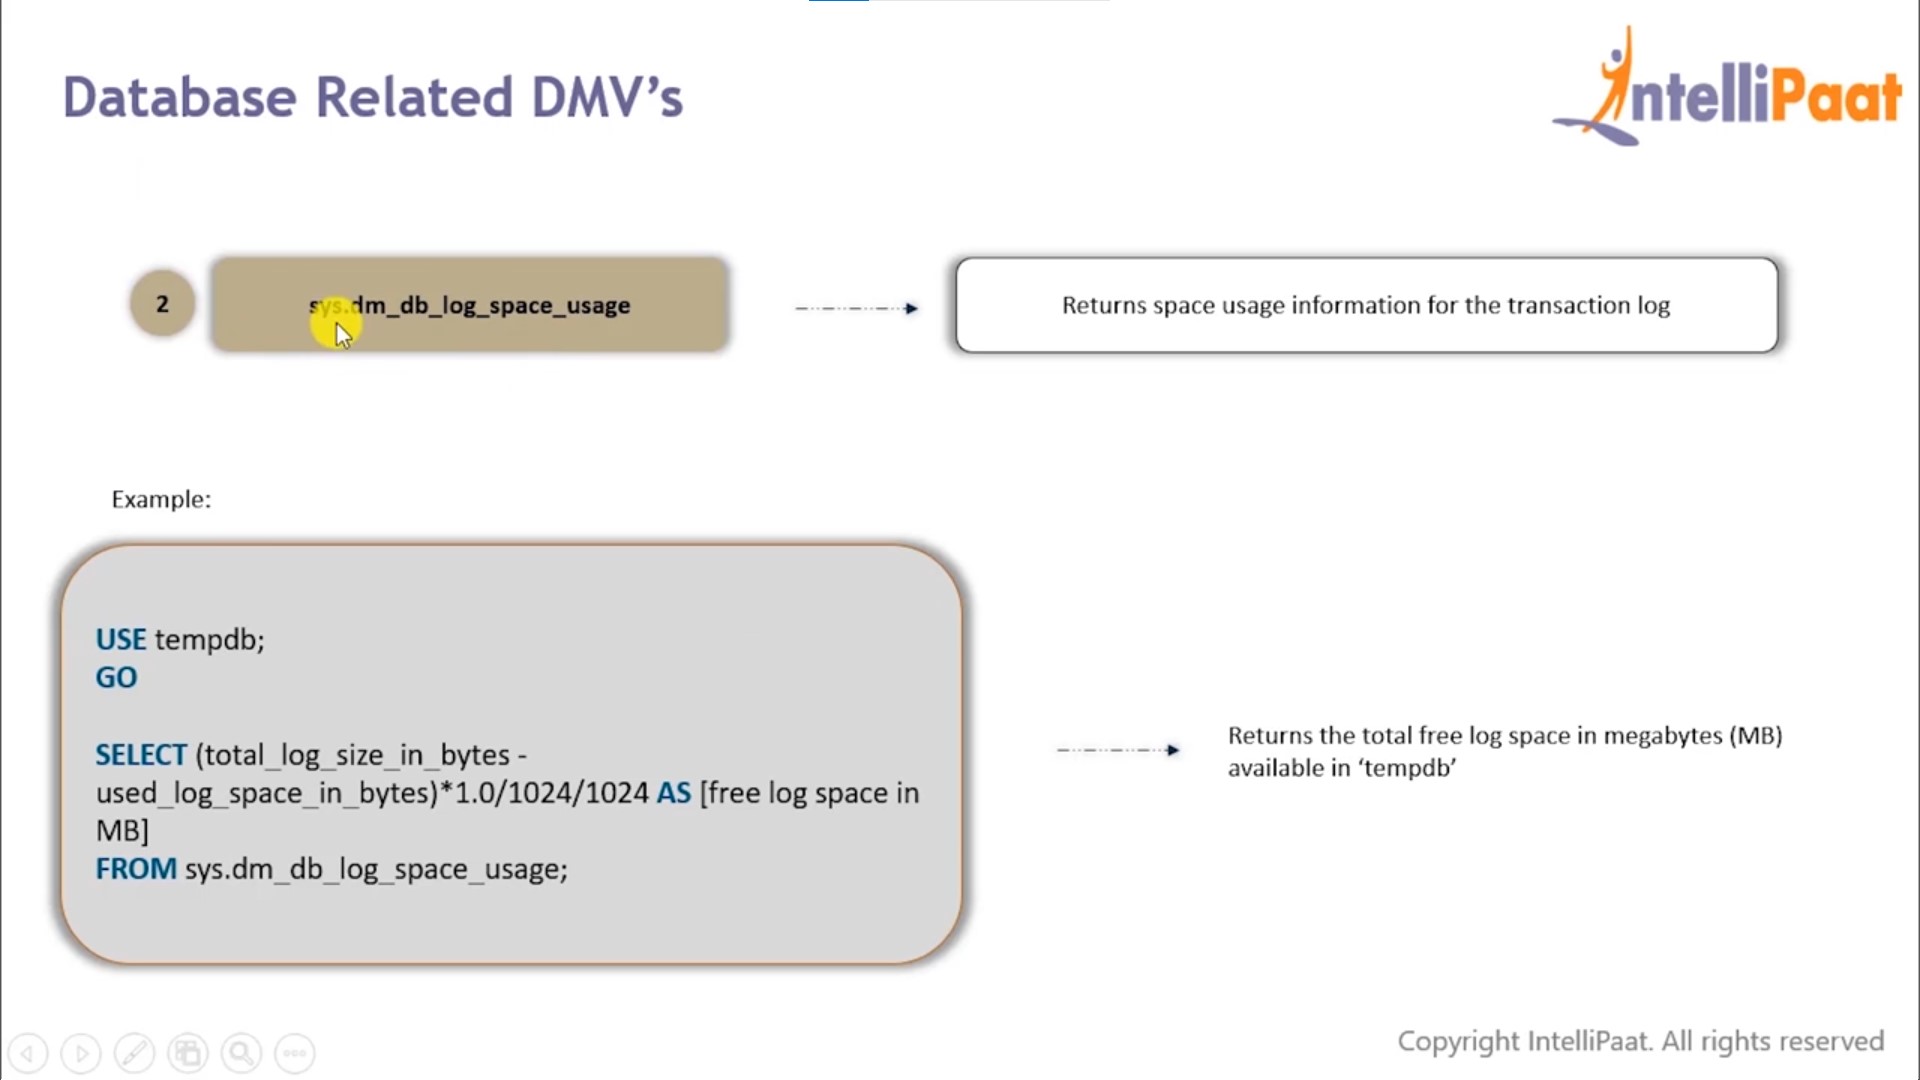 Database Related DMV's
IntelliPaat
2
sys.dm_db_log_space_usage
Returns space usage information for the transaction log
Example:
USE tempdb;
GO
SELECT (total_log_size_in_bytes -
used_log_space_in_bytes)*1.0/1024/1024 AS [free log space in
MB]
FROM sys.dm_db_log_space_usage;
Returns the total free log space in megabytes (MB)
available in ‘tempdb’
Copyright IntelliPaat. All rights reserved